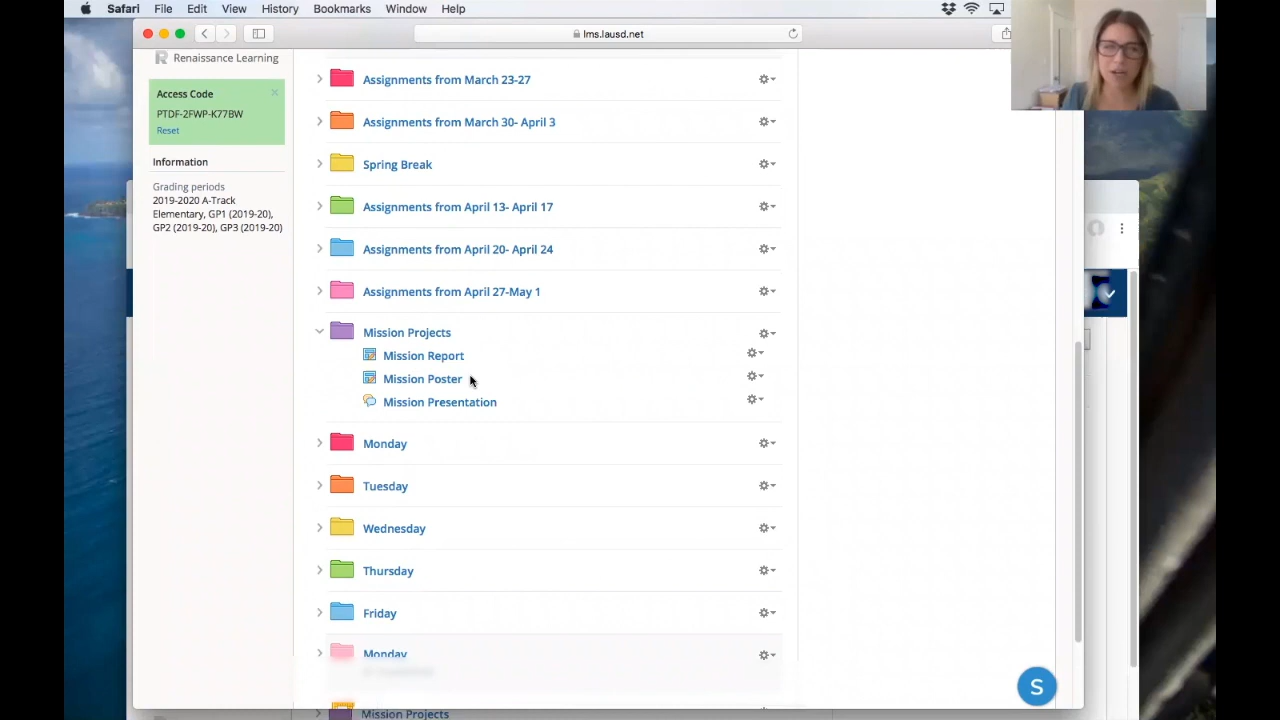 Safari File Edit View History Bookmarks Window Help
lms.lausd.net
Renaissance Learning
Access Code
PTDF-2FWP-K77BW
Reset
Information
Grading periods
2019-2020 A-Track
Elementary, GP1 (2019-20),
GP2 (2019-20), GP3 (2019-20)
Assignments from March 23-27
Assignments from March 30- April 3
Spring Break
Assignments from April 13- April 17
Assignments from April 20- April 24
Assignments from April 27-May 1
Mission Projects
Mission Report
Mission Poster
Mission Presentation
Monday
Tuesday
Wednesday
Thursday
Friday
Monday
Mission Projects
S